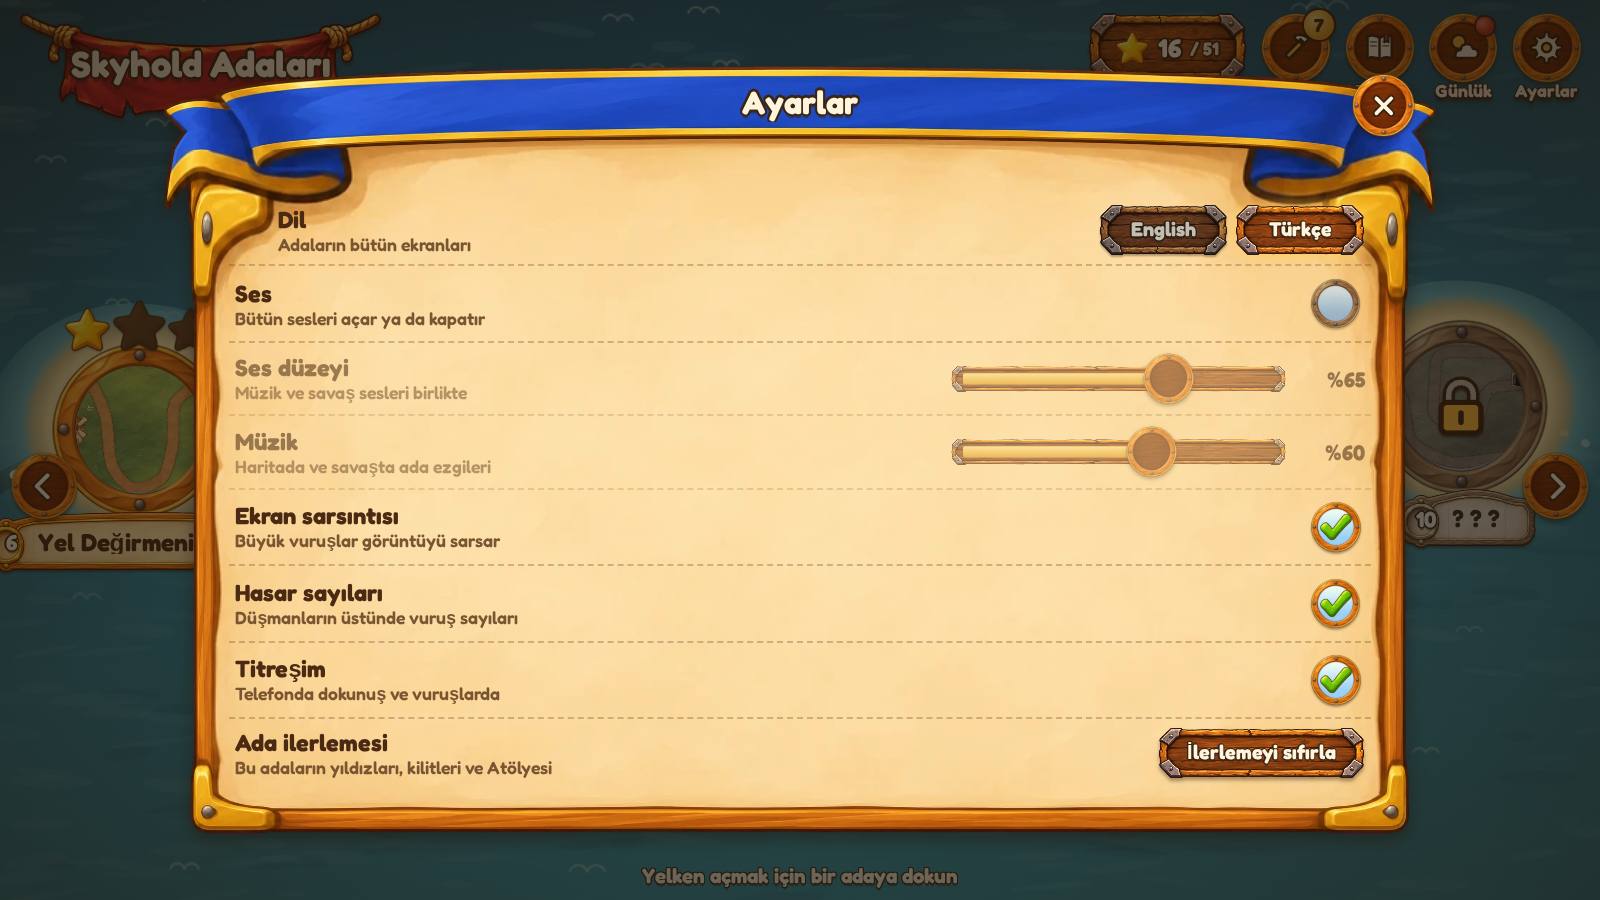 Skyhold Adaları
16 / 51
7
Günlük
Ayarlar
Ayarlar
Dil
Adaların bütün ekranları
English
Türkçe
Ses
Bütün sesleri açar ya da kapatır
Ses düzeyi
Müzik ve savaş sesleri birlikte
%65
Müzik
Haritada ve savaşta ada ezgileri
%60
Ekran sarsıntısı
Büyük vuruşlar görüntüyü sarsar
Hasar sayıları
Düşmanların üstünde vuruş sayıları
Titreşim
Telefonda dokunuş ve vuruşlarda
Ada ilerlemesi
Bu adaların yıldızları, kilitleri ve Atölyesi
İlerlemeyi sıfırla
6 Yel Değirmeni
10 ???
Yelken açmak için bir adaya dokun